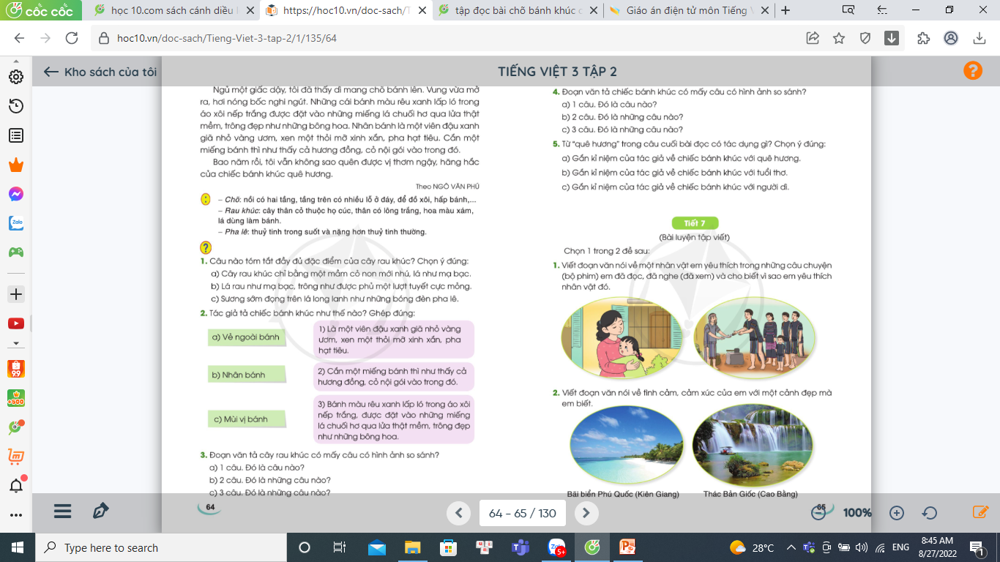 cốc cốc
học 10.com sách cánh diều
https://hoc10.vn/doc-sach/T
tập đọc bài chõ bánh khúc c
Giáo án điện tử môn Tiếng V
hoc10.vn/doc-sach/Tieng-Viet-3-tap-2/1/135/64
Kho sách của tôi
TIẾNG VIỆT 3 TẬP 2
Ngủ một giấc dậy, tôi đã thấy dì mang chõ bánh lên. Vung vừa mở
ra, hơi nóng bốc nghi ngút. Những cái bánh màu rêu xanh lấp ló trong
áo xôi nếp trắng được đặt vào những miếng lá chuối hơ qua lửa thật
mềm, trông đẹp như những bông hoa. Nhân bánh là một viên đậu xanh
giã nhỏ vàng ươm, xen một thỏi mỡ xinh xắn, pha hạt tiêu. Cắn một
miếng bánh thì như thấy cả hương đồng, cỏ nội gói vào trong đó.
Bao năm rồi, tôi vẫn không sao quên được vị thơm ngậy, hăng hắc
của chiếc bánh khúc quê hương.
Theo NGÔ VĂN PHÚ
– Chõ: nồi có hai tầng, tầng trên có nhiều lỗ ở đáy, để đồ xôi, hấp bánh,...
– Rau khúc: cây thân cỏ thuộc họ cúc, thân có lông trắng, hoa màu xám,
lá dùng làm bánh.
– Pha lê: thuỷ tinh trong suốt và nặng hơn thuỷ tinh thường.
?
1. Câu nào tóm tắt đầy đủ đặc điểm của cây rau khúc? Chọn ý đúng:
a) Cây rau khúc chỉ bằng một mầm cỏ non mới nhú, lá như mạ bạc.
b) Lá rau như mạ bạc, trông như được phủ một lượt tuyết cực mỏng.
c) Sương sớm đọng trên lá long lanh như những bóng đèn pha lê.
2. Tác giả tả chiếc bánh khúc như thế nào? Ghép đúng:
a) Vẻ ngoài bánh
1) Là một viên đậu xanh giã nhỏ vàng
ươm, xen một thỏi mỡ xinh xắn, pha
hạt tiêu.
b) Nhân bánh
2) Cắn một miếng bánh thì như thấy cả
hương đồng, cỏ nội gói vào trong đó.
c) Mùi vị bánh
3) Bánh màu rêu xanh lấp ló trong áo xôi
nếp trắng, được đặt vào những miếng
lá chuối hơ qua lửa thật mềm, trông đẹp
như những bông hoa.
3. Đoạn văn tả cây rau khúc có mấy câu có hình ảnh so sánh?
a) 1 câu. Đó là câu nào?
b) 2 câu. Đó là những câu nào?
c) 3 câu. Đó là những câu nào?
64
4. Đoạn văn tả chiếc bánh khúc có mấy câu có hình ảnh so sánh?
a) 1 câu. Đó là câu nào?
b) 2 câu. Đó là những câu nào?
c) 3 câu. Đó là những câu nào?
5. Từ “quê hương” trong câu cuối bài đọc có tác dụng gì? Chọn ý đúng:
a) Gắn kỉ niệm của tác giả về chiếc bánh khúc với quê hương.
b) Gắn kỉ niệm của tác giả về chiếc bánh khúc với tuổi thơ.
c) Gắn kỉ niệm của tác giả về chiếc bánh khúc với người dì.
Tiết 7
(Bài luyện tập viết)
Chọn 1 trong 2 đề sau:
1. Viết đoạn văn nói về một nhân vật em yêu thích trong những câu chuyện
(bộ phim) em đã đọc, đã nghe (đã xem) và cho biết vì sao em yêu thích
nhân vật đó.
2. Viết đoạn văn nói về tình cảm, cảm xúc của em với một cảnh đẹp mà
em biết.
Bãi biển Phú Quốc (Kiên Giang)
Thác Bản Giốc (Cao Bằng)
65
64 – 65 / 130
100%
Type here to search
28°C
ENG
8:45 AM
8/27/2022